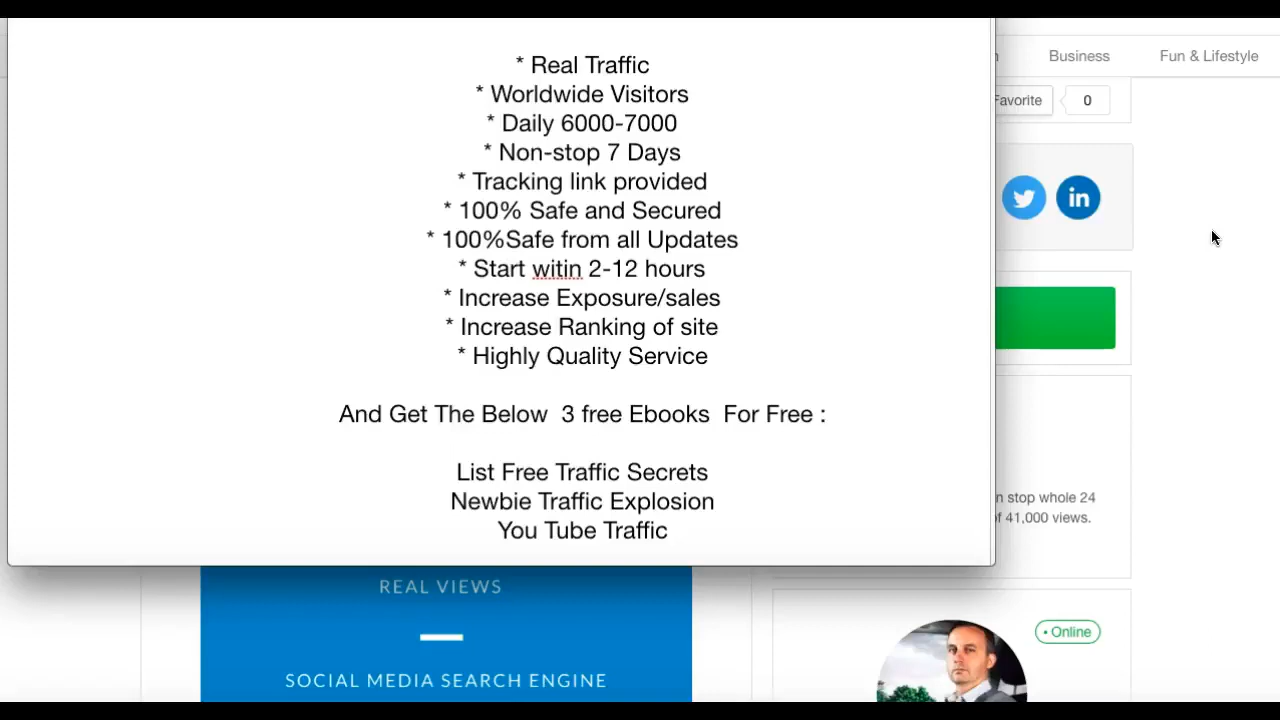 * Real Traffic
* Worldwide Visitors
* Daily 6000-7000
* Non-stop 7 Days
* Tracking link provided
* 100% Safe and Secured
* 100%Safe from all Updates
* Start witin 2-12 hours
* Increase Exposure/sales
* Increase Ranking of site
* Highly Quality Service
And Get The Below 3 free Ebooks For Free :
List Free Traffic Secrets
Newbie Traffic Explosion
You Tube Traffic
Business Fun & Lifestyle
Favorite 0
in
stop whole 24
of 41,000 views.
• Online
REAL VIEWS
SOCIAL MEDIA SEARCH ENGINE